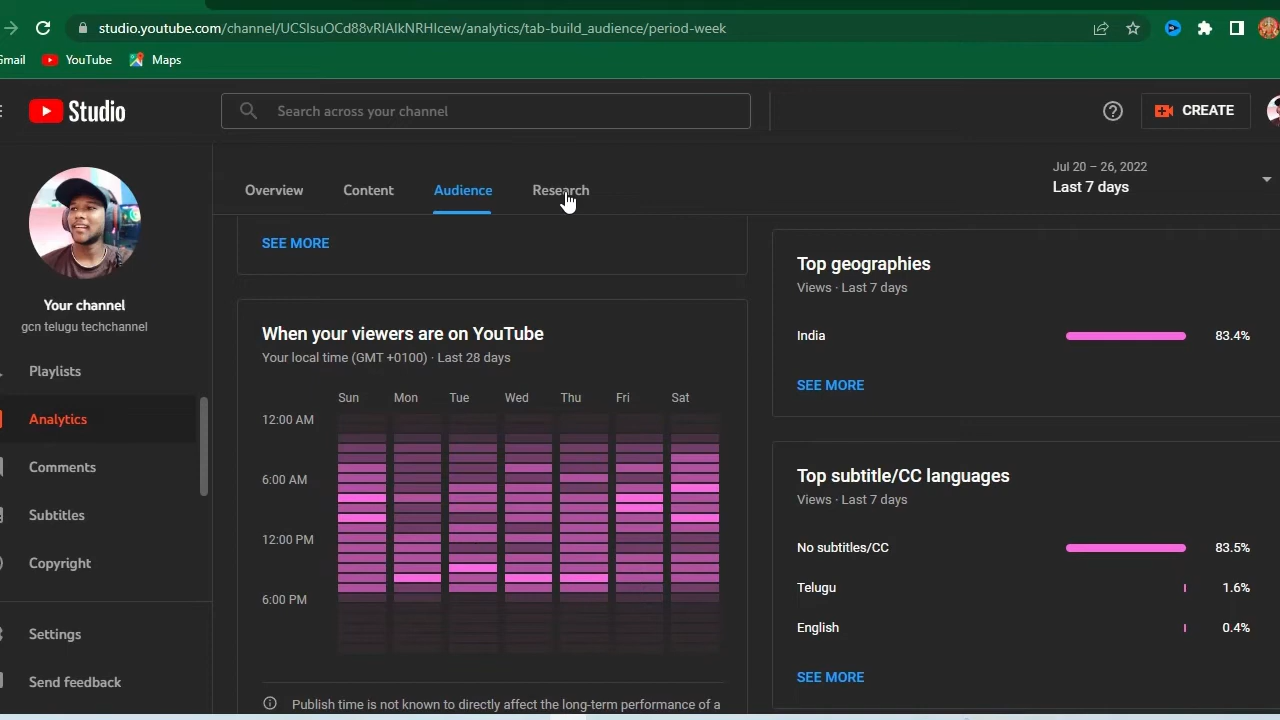 studio.youtube.com/channel/UCSIsuOCd88vRIAIkNRHIcew/analytics/tab-build_audience/period-week
Gmail YouTube Maps
Studio
Search across your channel
CREATE
Overview Content Audience Research
Jul 20 – 26, 2022
Last 7 days
Your channel
gcn telugu techchannel
Playlists
Analytics
Comments
Subtitles
Copyright
Settings
Send feedback
SEE MORE
When your viewers are on YouTube
Your local time (GMT +0100) · Last 28 days
Sun Mon Tue Wed Thu Fri Sat
12:00 AM
6:00 AM
12:00 PM
6:00 PM
Publish time is not known to directly affect the long-term performance of a
Top geographies
Views · Last 7 days
India 83.4%
SEE MORE
Top subtitle/CC languages
Views · Last 7 days
No subtitles/CC 83.5%
Telugu 1.6%
English 0.4%
SEE MORE